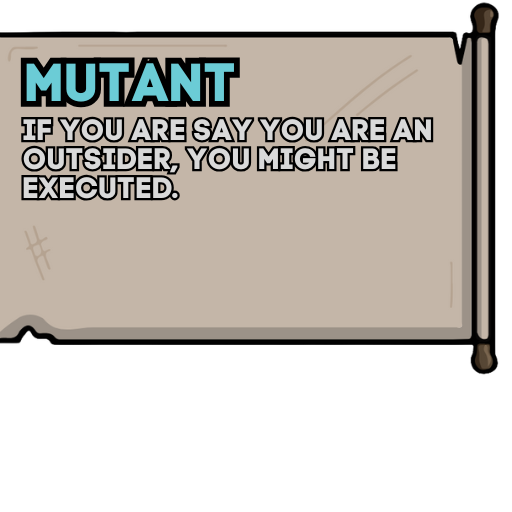 MUTANT
IF YOU ARE SAY YOU ARE AN
OUTSIDER, YOU MIGHT BE
EXECUTED.